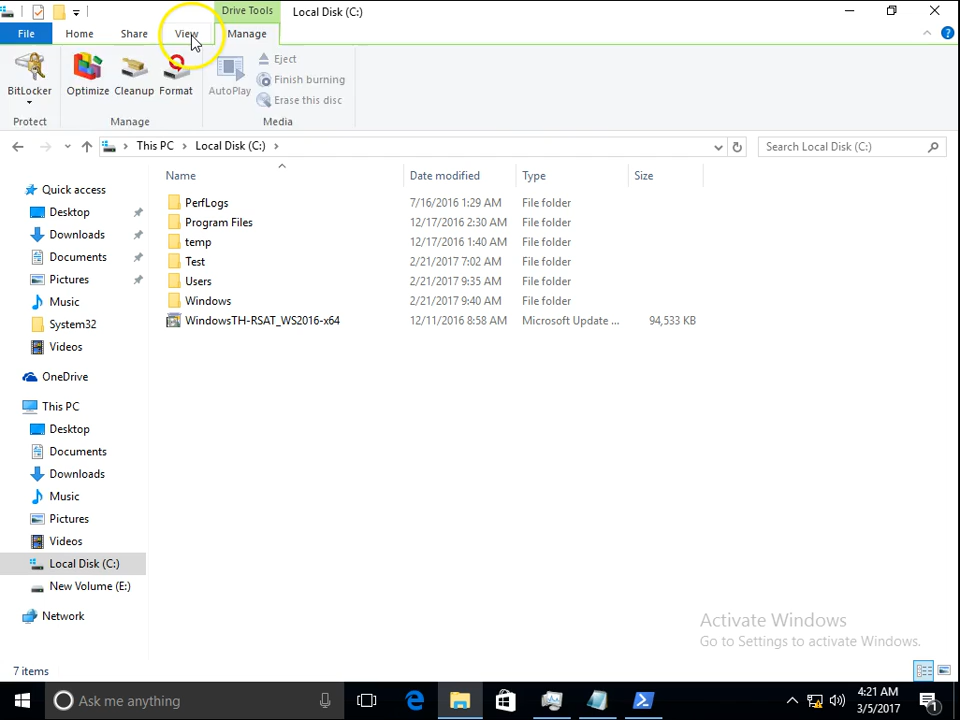 Drive Tools
Local Disk (C:)
File Home Share View Manage
BitLocker
Optimize Cleanup Format
AutoPlay
Eject
Finish burning
Erase this disc
Protect Manage Media
This PC Local Disk (C:)
Search Local Disk (C:)
Name Date modified Type Size
PerfLogs 7/16/2016 1:29 AM File folder
Program Files 12/17/2016 2:30 AM File folder
temp 12/17/2016 1:40 AM File folder
Test 2/21/2017 7:02 AM File folder
Users 2/21/2017 9:35 AM File folder
Windows 2/21/2017 9:40 AM File folder
WindowsTH-RSAT_WS2016-x64 12/11/2016 8:58 AM Microsoft Update ... 94,533 KB
Quick access
Desktop
Downloads
Documents
Pictures
Music
System32
Videos
OneDrive
This PC
Desktop
Documents
Downloads
Music
Pictures
Videos
Local Disk (C:)
New Volume (E:)
Network
Activate Windows
Go to Settings to activate Windows.
7 items
Ask me anything
4:21 AM
3/5/2017
1